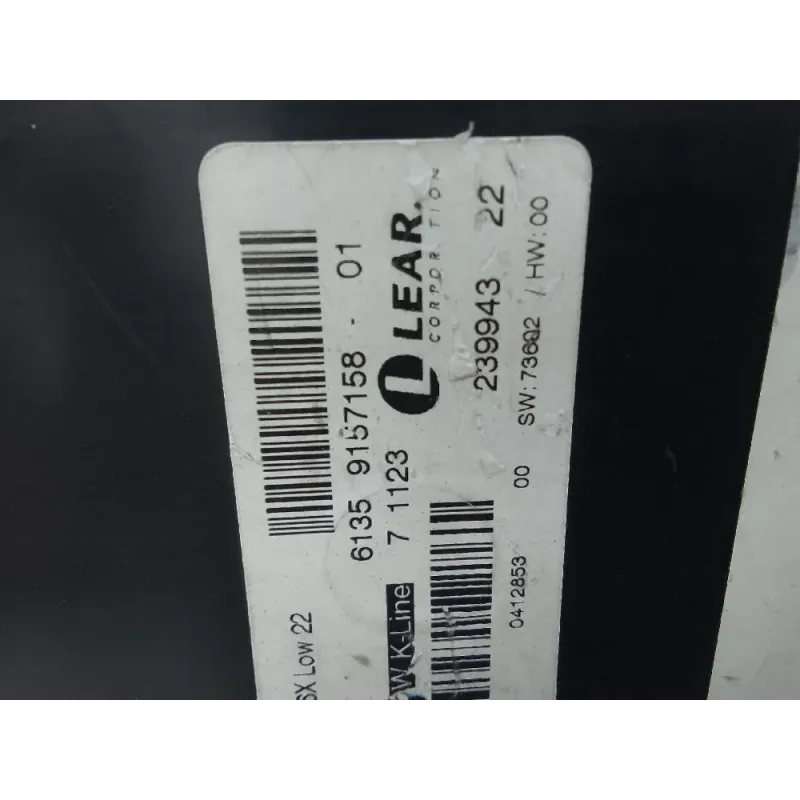 6135 9157158 - 01
LEAR.
CORPORATION
7 1123
239943 22
SX Low 22
W K-Line
00 SW: 73602 / HW: 00
0412853